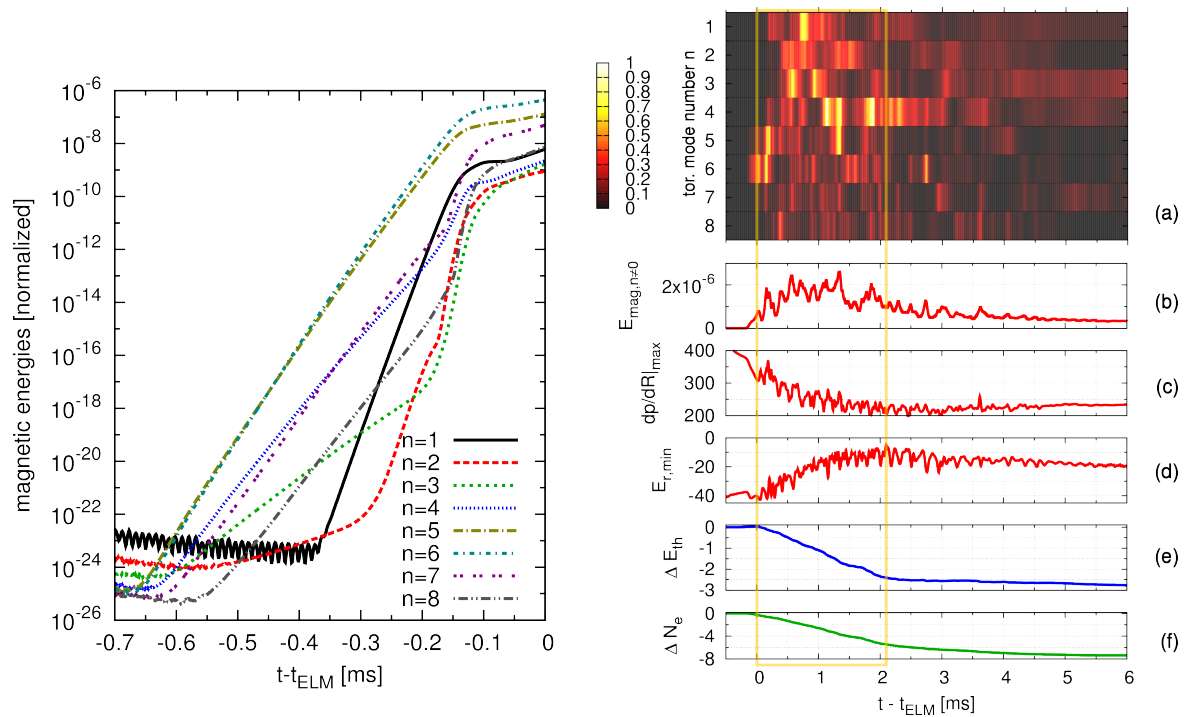 magnetic energies [normalized]
10^-6
10^-8
10^-10
10^-12
10^-14
10^-16
10^-18
10^-20
10^-22
10^-24
10^-26
n=1
n=2
n=3
n=4
n=5
n=6
n=7
n=8
-0.7 -0.6 -0.5 -0.4 -0.3 -0.2 -0.1 0
t-t_ELM [ms]
1
0.9
0.8
0.7
0.6
0.5
0.4
0.3
0.2
0.1
0
tor. mode number n
1
2
3
4
5
6
7
8
(a)
E_mag,n≠0
2x10^-6
0
(b)
dp/dR|_max
400
300
200
(c)
E_r,min
0
-20
-40
(d)
Δ E_th
0
-1
-2
-3
(e)
Δ N_e
0
-4
-8
(f)
0 1 2 3 4 5 6
t - t_ELM [ms]